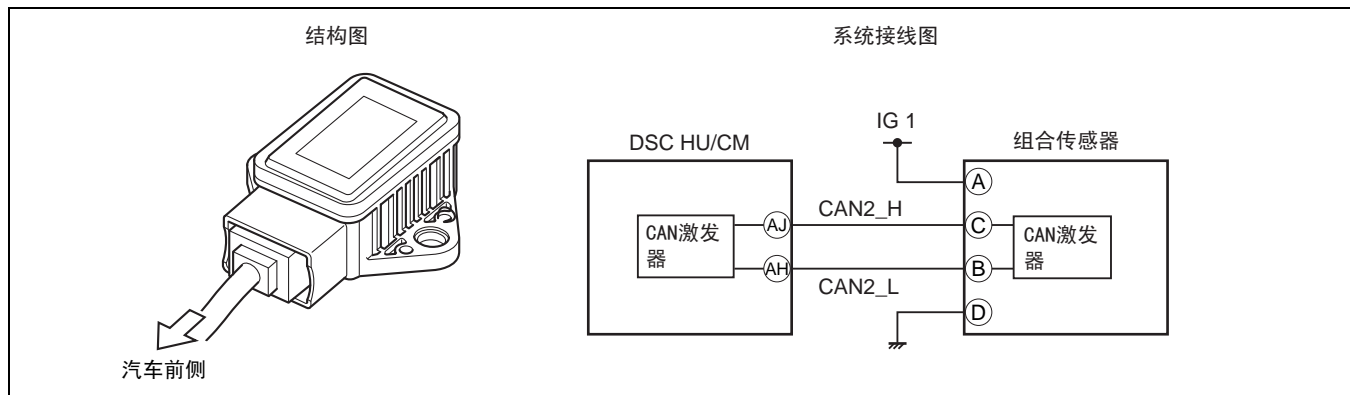 结构图
系统接线图
汽车前侧
DSC HU/CM
IG 1
组合传感器
A
CAN激发
器
AJ
CAN2_H
C
CAN激发
器
AH
CAN2_L
B
D